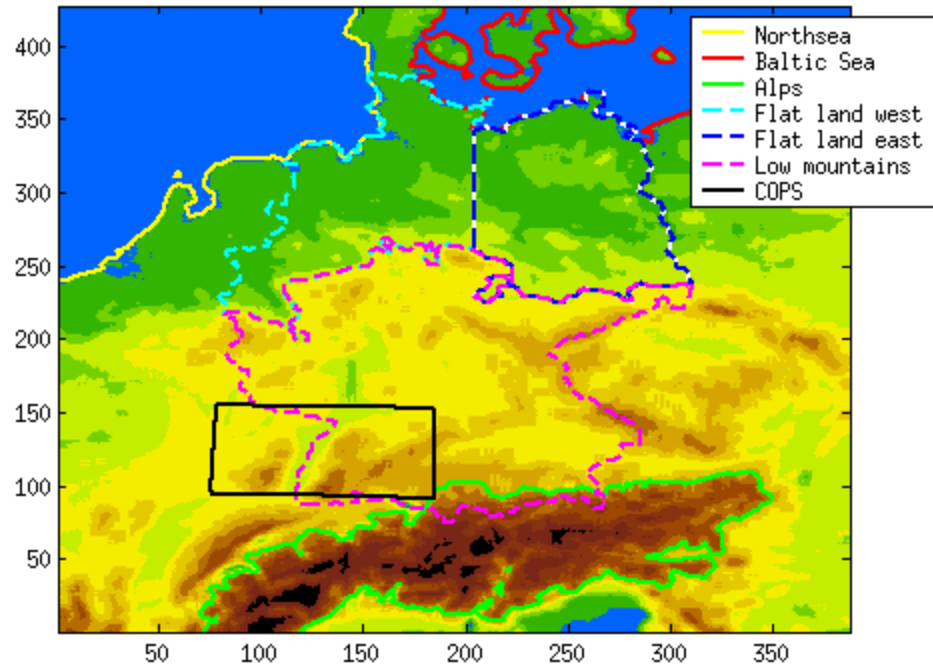 400
350
300
250
200
150
100
50
Northsea
Baltic Sea
Alps
Flat land west
Flat land east
Low mountains
COPS
50
100
150
200
250
300
350